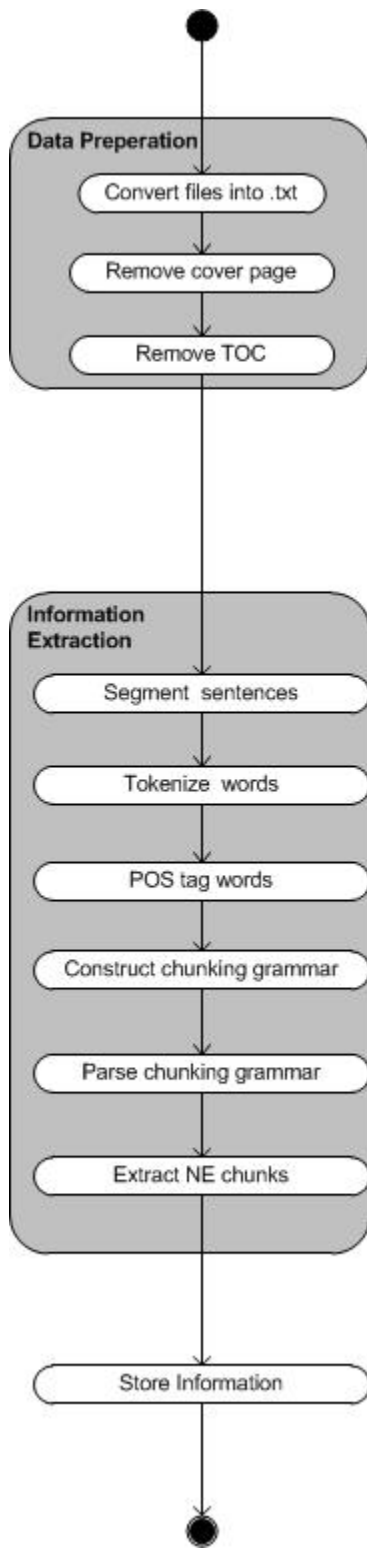 Data Preperation
Convert files into .txt
Remove cover page
Remove TOC
Information
Extraction
Segment sentences
Tokenize words
POS tag words
Construct chunking grammar
Parse chunking grammar
Extract NE chunks
Store Information